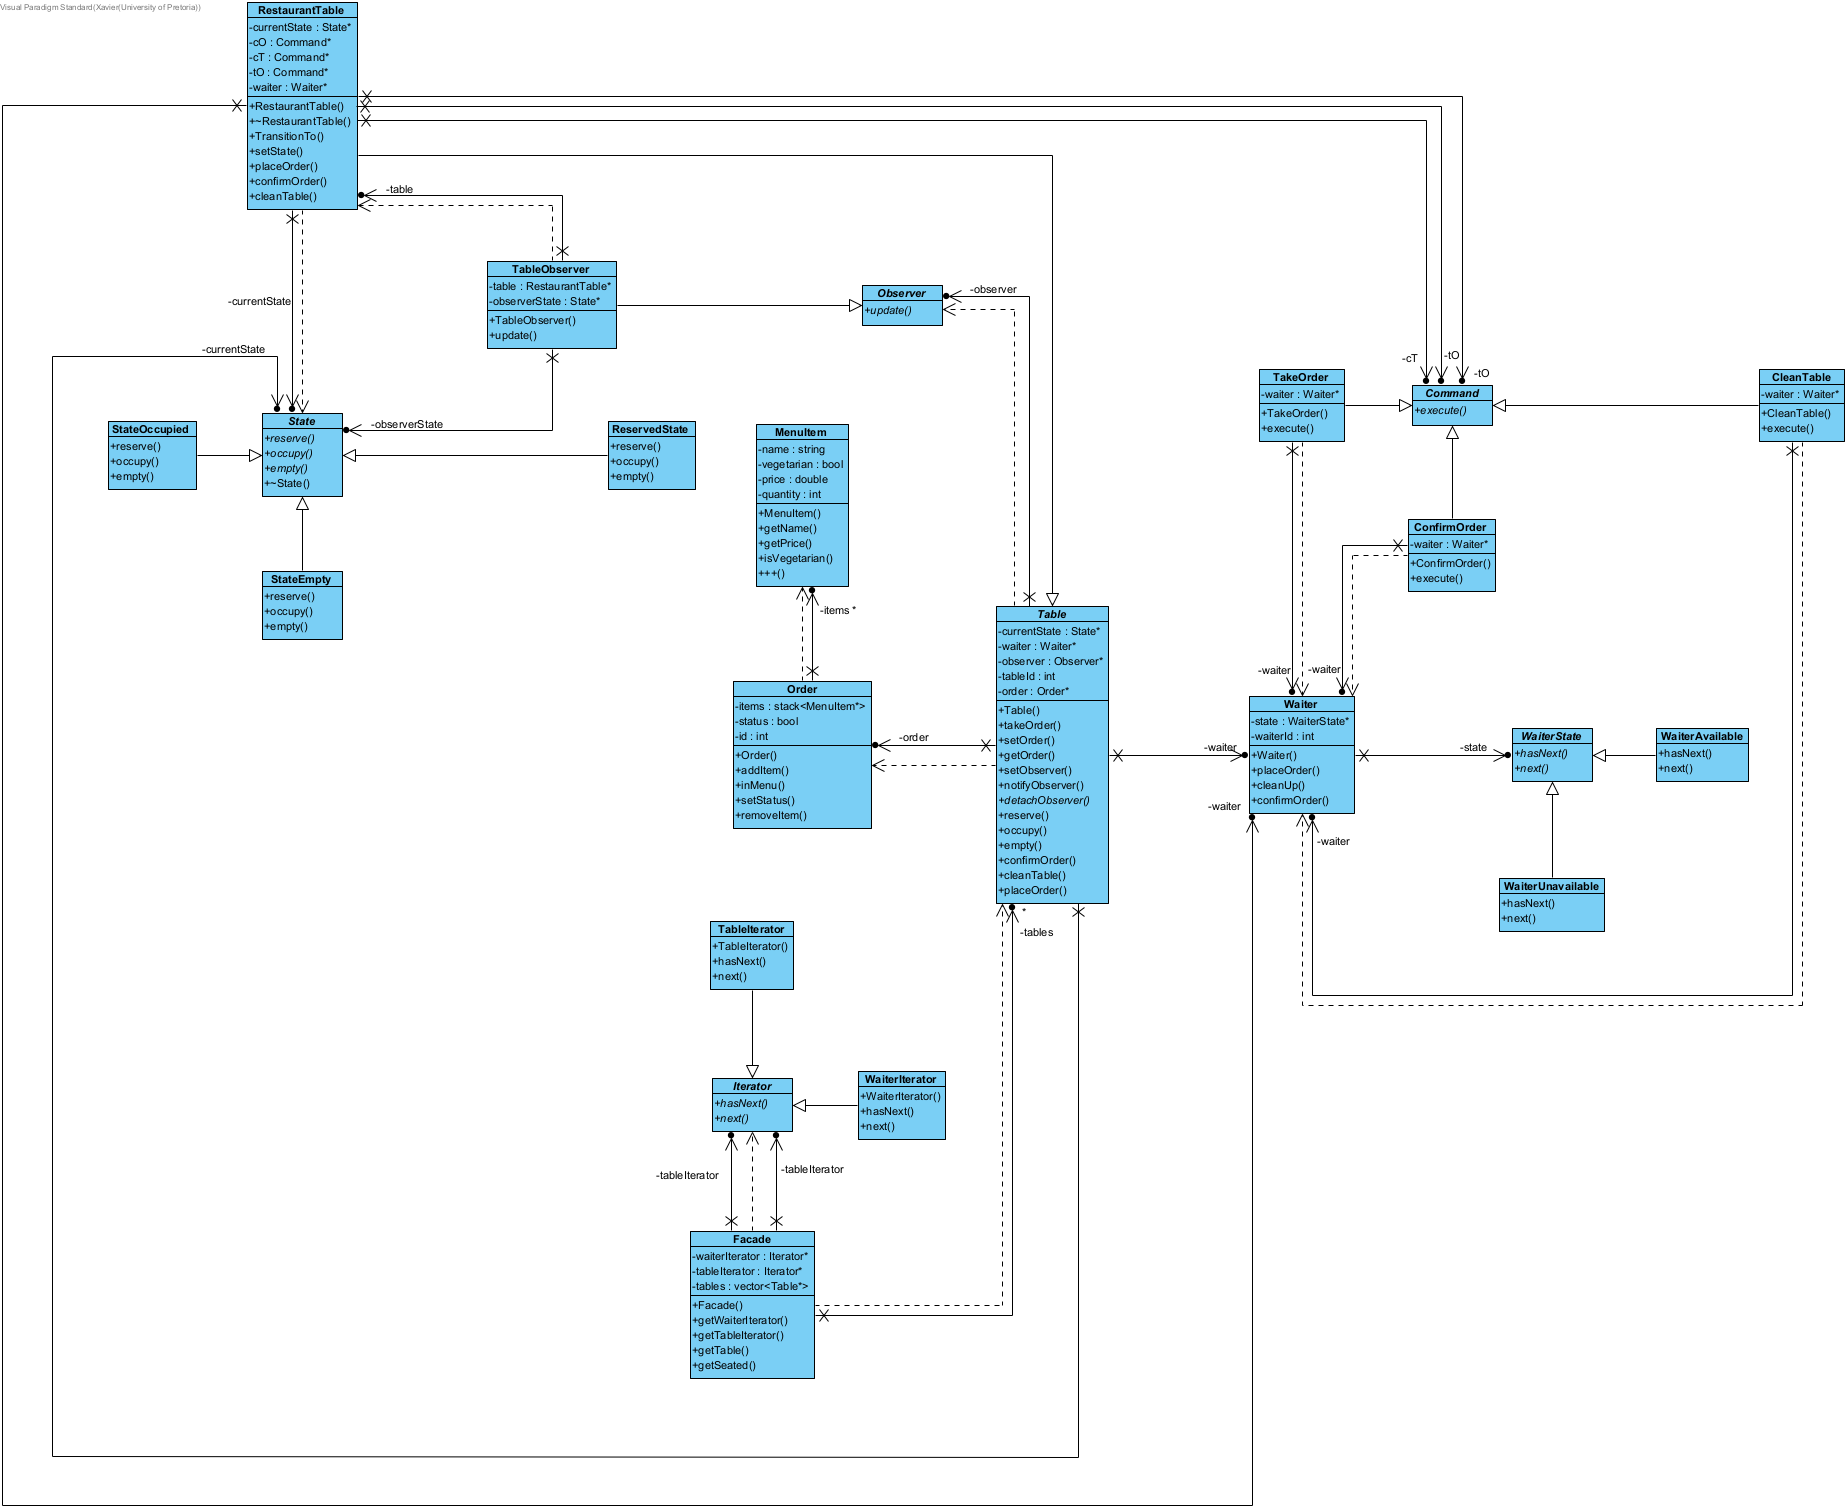 Visual Paradigm Standard(Xavier(University of Pretoria))
RestaurantTable
-currentState : State*
-cO : Command*
-cT : Command*
-tO : Command*
-waiter : Waiter*
+RestaurantTable()
+~RestaurantTable()
+TransitionTo()
+setState()
+placeOrder()
+confirmOrder()
+cleanTable()
-table
TableObserver
-table : RestaurantTable*
-observerState : State*
+TableObserver()
+update()
Observer
+update()
-observer
-currentState
-currentState
-observerState
State
+reserve()
+occupy()
+empty()
+~State()
StateOccupied
+reserve()
+occupy()
+empty()
ReservedState
+reserve()
+occupy()
+empty()
StateEmpty
+reserve()
+occupy()
+empty()
MenuItem
-name : string
-vegetarian : bool
-price : double
-quantity : int
+MenuItem()
+getName()
+getPrice()
+isVegetarian()
+++()
-items *
-cT
-tO
-tO
TakeOrder
-waiter : Waiter*
+TakeOrder()
+execute()
Command
+execute()
CleanTable
-waiter : Waiter*
+CleanTable()
+execute()
ConfirmOrder
-waiter : Waiter*
+ConfirmOrder()
+execute()
-waiter
-waiter
Order
-items : stack<MenuItem*>
-status : bool
-id : int
+Order()
+addItem()
+inMenu()
+setStatus()
+removeItem()
-order
Table
-currentState : State*
-waiter : Waiter*
-observer : Observer*
-tableId : int
-order : Order*
+Table()
+takeOrder()
+setOrder()
+getOrder()
+setObserver()
+notifyObserver()
+detachObserver()
+reserve()
+occupy()
+empty()
+confirmOrder()
+cleanTable()
+placeOrder()
-waiter
-waiter
Waiter
-state : WaiterState*
-waiterId : int
+Waiter()
+placeOrder()
+cleanUp()
+confirmOrder()
-waiter
-state
WaiterState
+hasNext()
+next()
WaiterAvailable
+hasNext()
+next()
WaiterUnavailable
+hasNext()
+next()
*
-tables
TableIterator
+TableIterator()
+hasNext()
+next()
Iterator
+hasNext()
+next()
WaiterIterator
+WaiterIterator()
+hasNext()
+next()
-tableIterator
-tableIterator
Facade
-waiterIterator : Iterator*
-tableIterator : Iterator*
-tables : vector<Table*>
+Facade()
+getWaiterIterator()
+getTableIterator()
+getTable()
+getSeated()